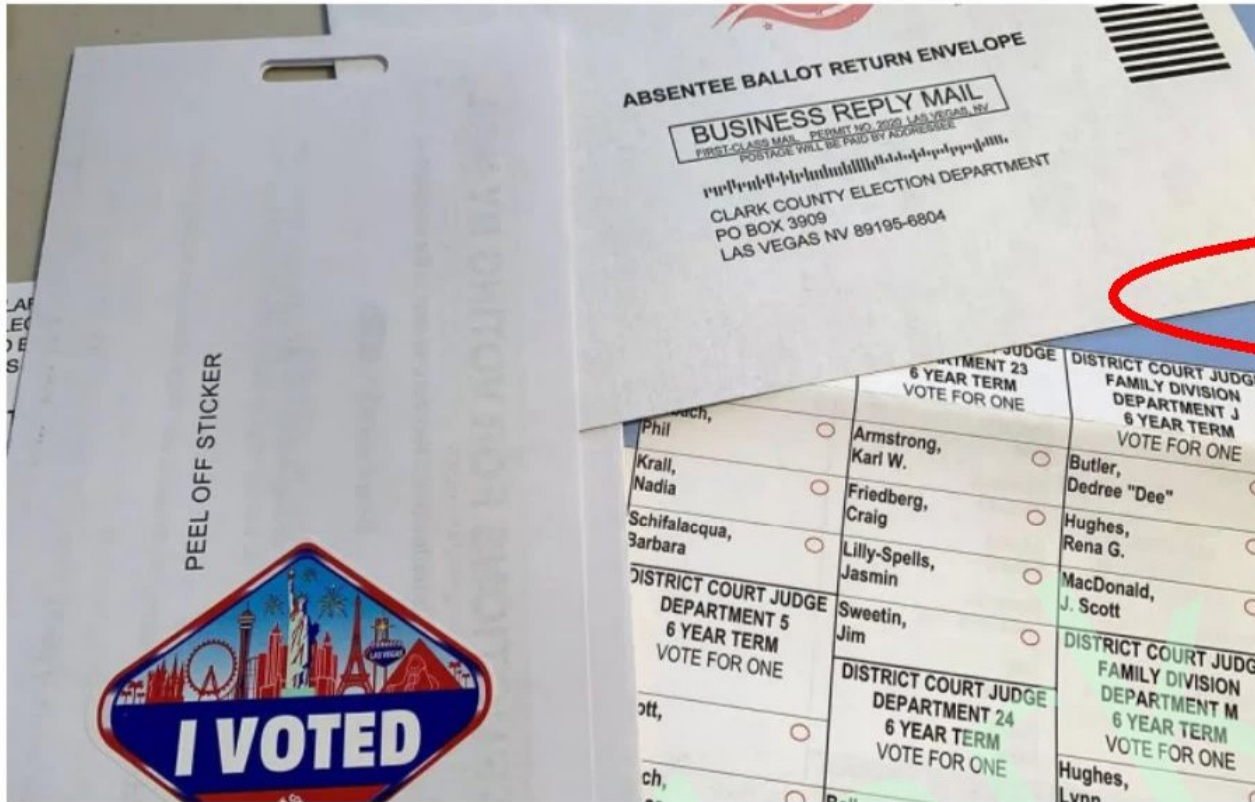 ABSENTEE BALLOT RETURN ENVELOPE
BUSINESS REPLY MAIL
FIRST-CLASS MAIL PERMIT NO. 2020 LAS VEGAS, NV
POSTAGE WILL BE PAID BY ADDRESSEE
CLARK COUNTY ELECTION DEPARTMENT
PO BOX 3909
LAS VEGAS NV 89195-6804
PEEL OFF STICKER
LAS VEGAS
I VOTED
Phil
Krall,
Nadia
Schifalacqua,
Barbara
DISTRICT COURT JUDGE
DEPARTMENT 5
6 YEAR TERM
VOTE FOR ONE
JUDGE
23
6 YEAR TERM
VOTE FOR ONE
Armstrong,
Karl W.
Friedberg,
Craig
Lilly-Spells,
Jasmin
Sweetin,
Jim
DISTRICT COURT JUDGE
DEPARTMENT 24
6 YEAR TERM
VOTE FOR ONE
DISTRICT COURT JUDGE
FAMILY DIVISION
DEPARTMENT J
6 YEAR TERM
VOTE FOR ONE
Butler,
Dedree "Dee"
Hughes,
Rena G.
MacDonald,
J. Scott
DISTRICT COURT JUDG
FAMILY DIVISION
DEPARTMENT M
6 YEAR TERM
VOTE FOR ONE
Hughes,
Lynn